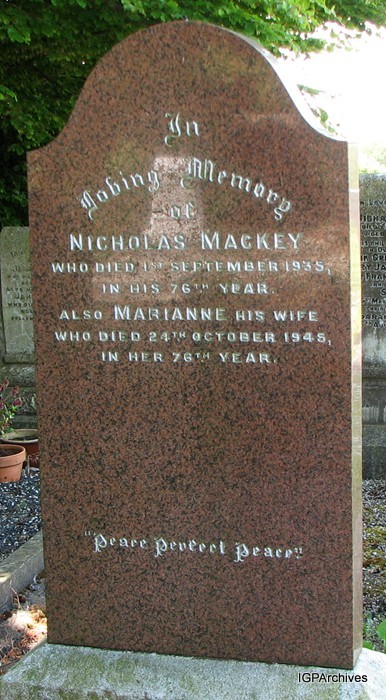 In
Loving Memory
of
NICHOLAS MACKEY
WHO DIED 1ST SEPTEMBER 1935,
IN HIS 76TH YEAR.
ALSO MARIANNE HIS WIFE
WHO DIED 24TH OCTOBER 1945,
IN HER 76TH YEAR.
"Peace Perfect Peace"
IGPArchives